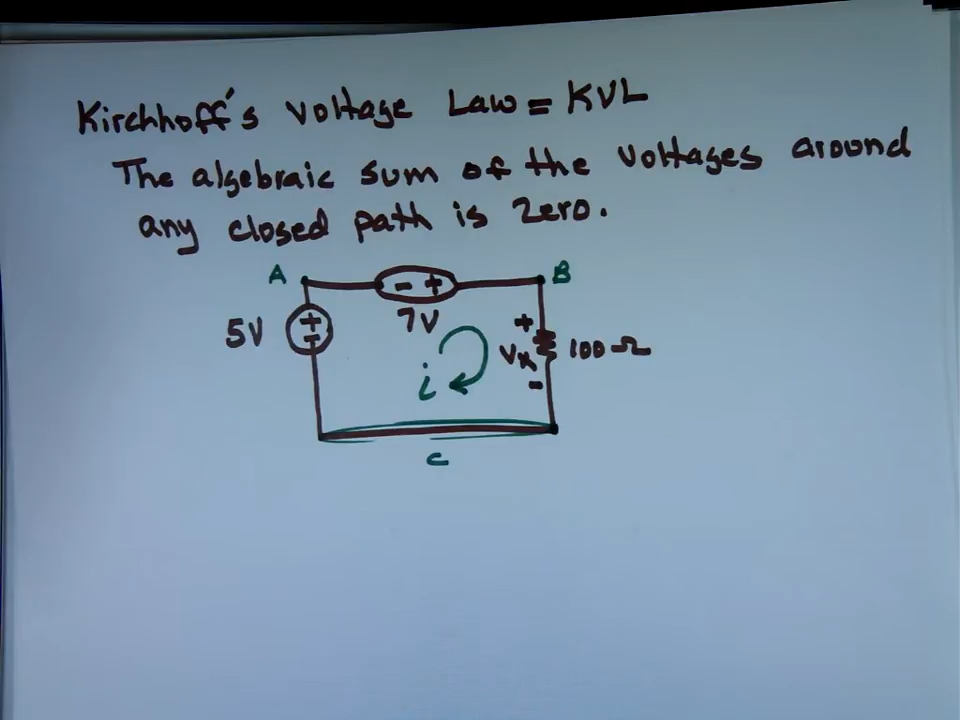 Kirchhoff's Voltage Law = KVL
The algebraic sum of the voltages around
any closed path is zero.
A - + B
5V + - 7V + Vx - 100Ω
i
C